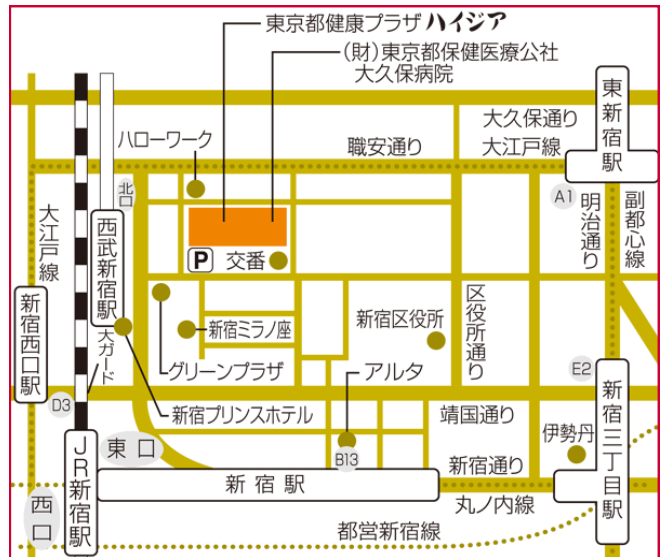 東京都健康プラザ ハイジア
(財)東京都保健医療公社
大久保病院
東新宿駅
大久保通り
ハローワーク
職安通り
大江戸線
北口
A1
大江戸線
西武新宿駅
明治通り
副都心線
P
交番
新宿西口駅
新宿ミラノ座
新宿区役所
区役所通り
大ガード
グリーンプラザ
アルタ
E2
D3
新宿プリンスホテル
靖国通り
新宿三丁目駅
JR新宿駅
東口
B13
伊勢丹
新宿通り
新宿駅
西口
丸ノ内線
都営新宿線